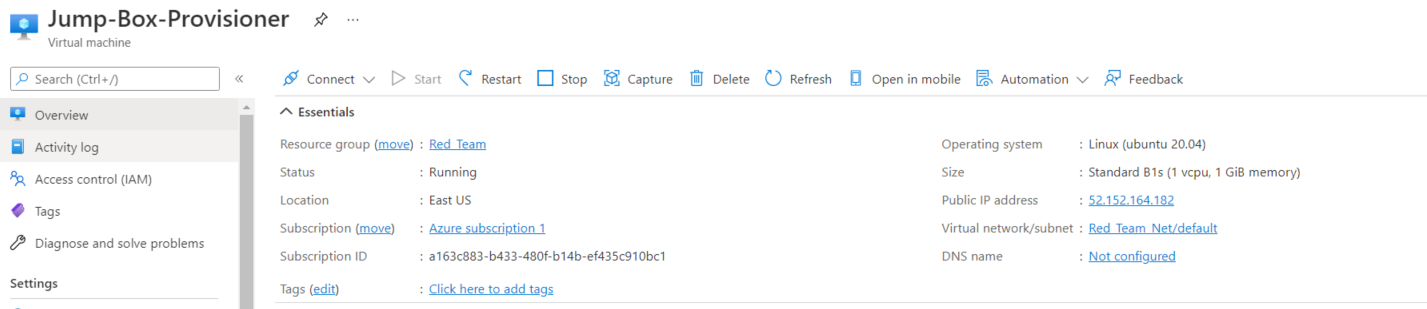 Jump-Box-Provisioner
Virtual machine
Search (Ctrl+/)
«
Connect Start Restart Stop Capture Delete Refresh Open in mobile Automation Feedback
Overview
Activity log
Access control (IAM)
Tags
Diagnose and solve problems
Settings
Essentials
Resource group (move) : Red_Team
Status : Running
Location : East US
Subscription (move) : Azure subscription 1
Subscription ID : a163c883-b433-480f-b14b-ef435c910bc1
Tags (edit) : Click here to add tags
Operating system : Linux (ubuntu 20.04)
Size : Standard B1s (1 vcpu, 1 GiB memory)
Public IP address : 52.152.164.182
Virtual network/subnet : Red_Team_Net/default
DNS name : Not configured